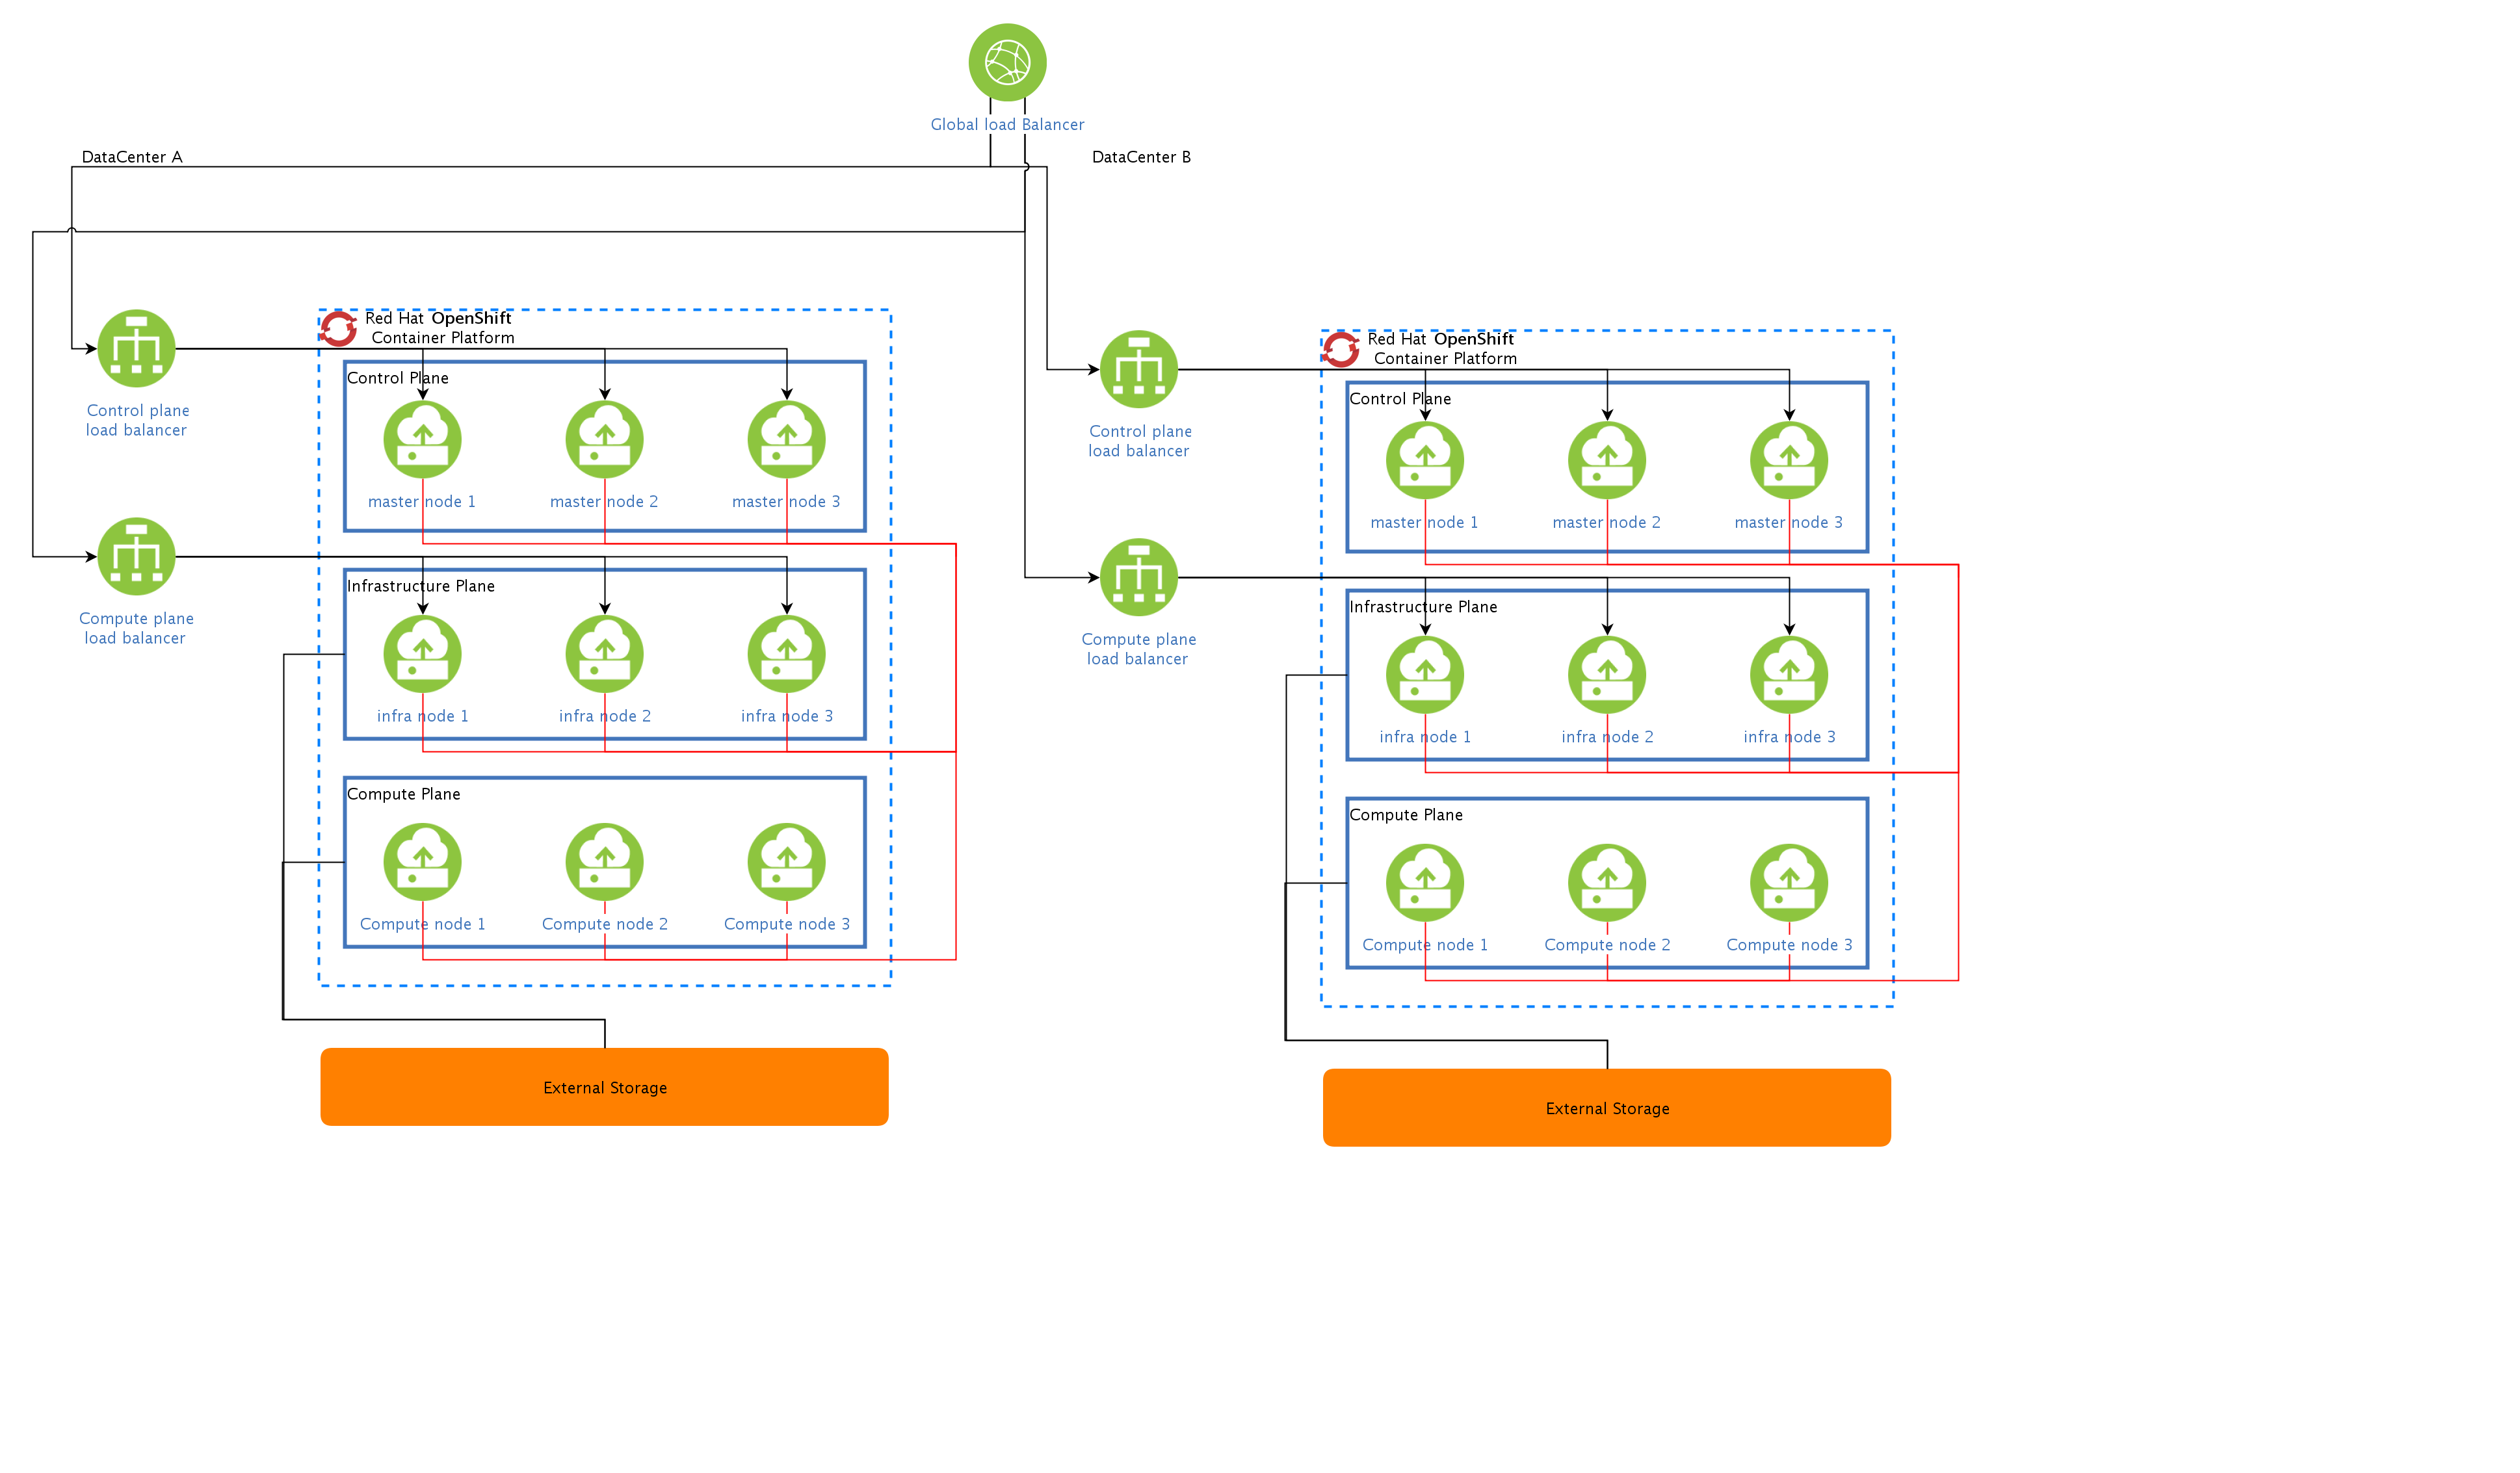 Global load Balancer
DataCenter A
DataCenter B
Red Hat OpenShift
Container Platform
Control Plane
Control plane
load balancer
master node 1
master node 2
master node 3
Infrastructure Plane
Compute plane
load balancer
infra node 1
infra node 2
infra node 3
Compute Plane
Compute node 1
Compute node 2
Compute node 3
External Storage
Red Hat OpenShift
Container Platform
Control Plane
Control plane
load balancer
master node 1
master node 2
master node 3
Infrastructure Plane
Compute plane
load balancer
infra node 1
infra node 2
infra node 3
Compute Plane
Compute node 1
Compute node 2
Compute node 3
External Storage